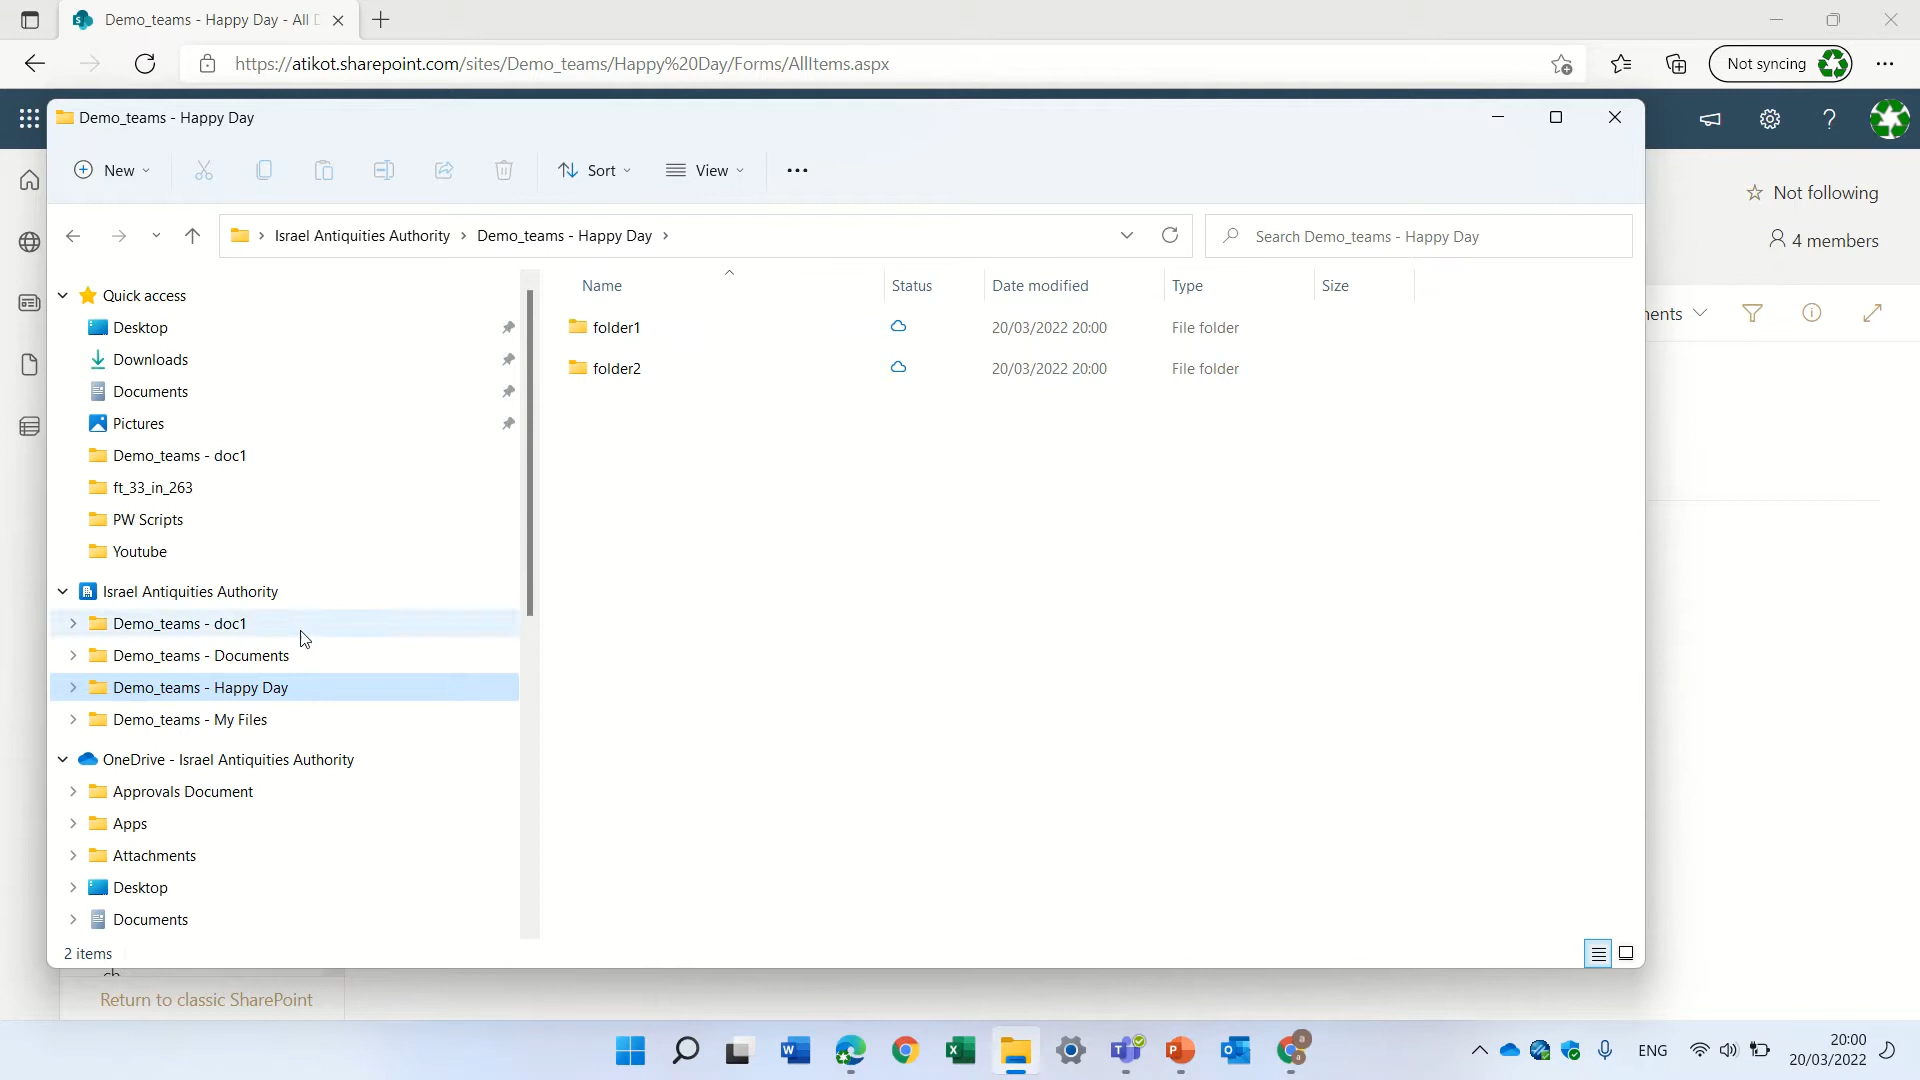 Demo_teams - Happy Day - All D
https://atikot.sharepoint.com/sites/Demo_teams/Happy%20Day/Forms/AllItems.aspx
Not syncing
Demo_teams - Happy Day
New
Sort
View
Not following
Israel Antiquities Authority
Demo_teams - Happy Day
Search Demo_teams - Happy Day
4 members
Name
Status
Date modified
Type
Size
Quick access
Desktop
Downloads
Documents
Pictures
Demo_teams - doc1
ft_33_in_263
PW Scripts
Youtube
Israel Antiquities Authority
Demo_teams - doc1
Demo_teams - Documents
Demo_teams - Happy Day
Demo_teams - My Files
OneDrive - Israel Antiquities Authority
Approvals Document
Apps
Attachments
Desktop
Documents
folder1
20/03/2022 20:00
File folder
folder2
20/03/2022 20:00
File folder
ments
2 items
Return to classic SharePoint
ENG
20:00
20/03/2022